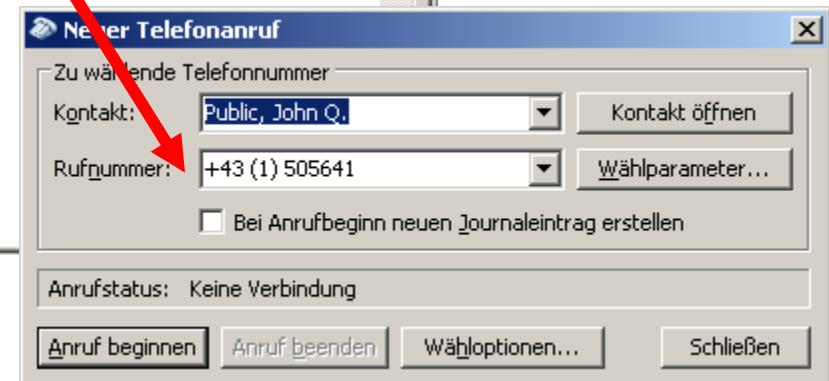 Neuer Telefonanruf
Zu wählende Telefonnummer
Kontakt: Public, John Q. Kontakt öffnen
Rufnummer: +43 (1) 505641 Wählparameter...
Bei Anrufbeginn neuen Journaleintrag erstellen
Anrufstatus: Keine Verbindung
Anruf beginnen Anruf beenden Wähloptionen... Schließen